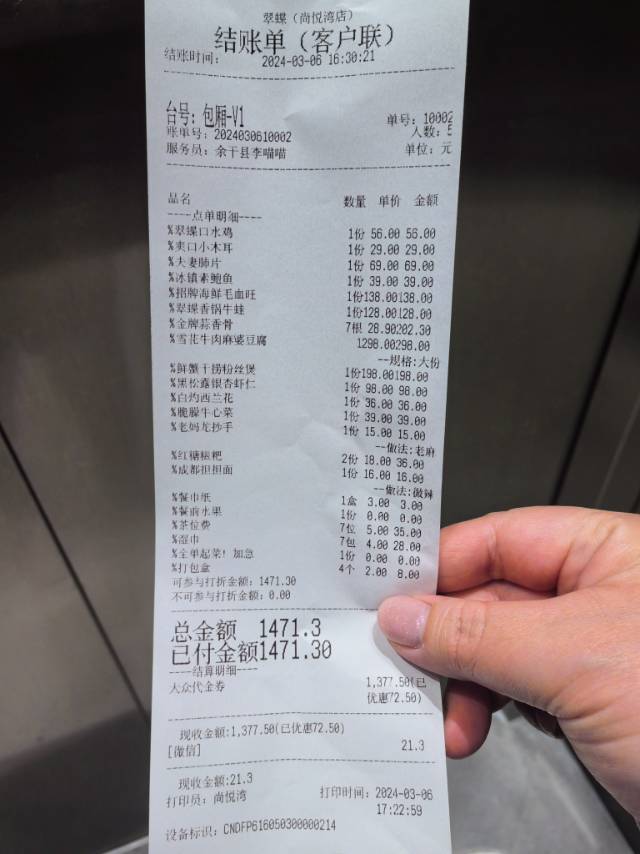 翠蝶（尚悦湾店）
结账单（客户联）
结账时间： 2024-03-06 16:30:21
台号：包厢-V1 单号：10002
账单号：2024030610002 人数：5
服务员：余干县李喵喵 单位：元
品名 数量 单价 金额
----点单明细----
%翠蝶口水鸡 1份 56.00 56.00
%爽口小木耳 1份 29.00 29.00
%夫妻肺片 1份 69.00 69.00
%冰镇素鲍鱼 1份 39.00 39.00
%招牌海鲜毛血旺 1份138.00138.00
%翠蝶香锅牛蛙 1份128.00128.00
%金牌蒜香骨 7根 28.90202.30
%雪花牛肉麻婆豆腐 1298.00298.00
--规格:大份
%鲜蟹干捞粉丝煲 1份198.00198.00
%黑松露银杏虾仁 1份 98.00 98.00
%白灼西兰花 1份 36.00 36.00
%脆脆牛心菜 1份 39.00 39.00
%老妈龙抄手 1份 15.00 15.00
--做法:老麻
%红糖糍粑 2份 18.00 36.00
%成都担担面 1份 16.00 16.00
--做法:微辣
%餐巾纸 1盒 3.00 3.00
%餐前水果 1份 0.00 0.00
%茶位费 7位 5.00 35.00
%湿巾 7包 4.00 28.00
%全单起菜！加急 1份 0.00 0.00
%打包盒 4个 2.00 8.00
可参与打折金额：1471.30
不可参与打折金额：0.00
总金额 1471.3
已付金额1471.30
----结算明细----
大众代金券 1,377.50(已
优惠72.50)
现收金额:1,377.50(已优惠72.50)
[微信] 21.3
现收金额:21.3
打印员：尚悦湾 打印时间：2024-03-06
17:22:59
设备标识：CNDFP616050300000214